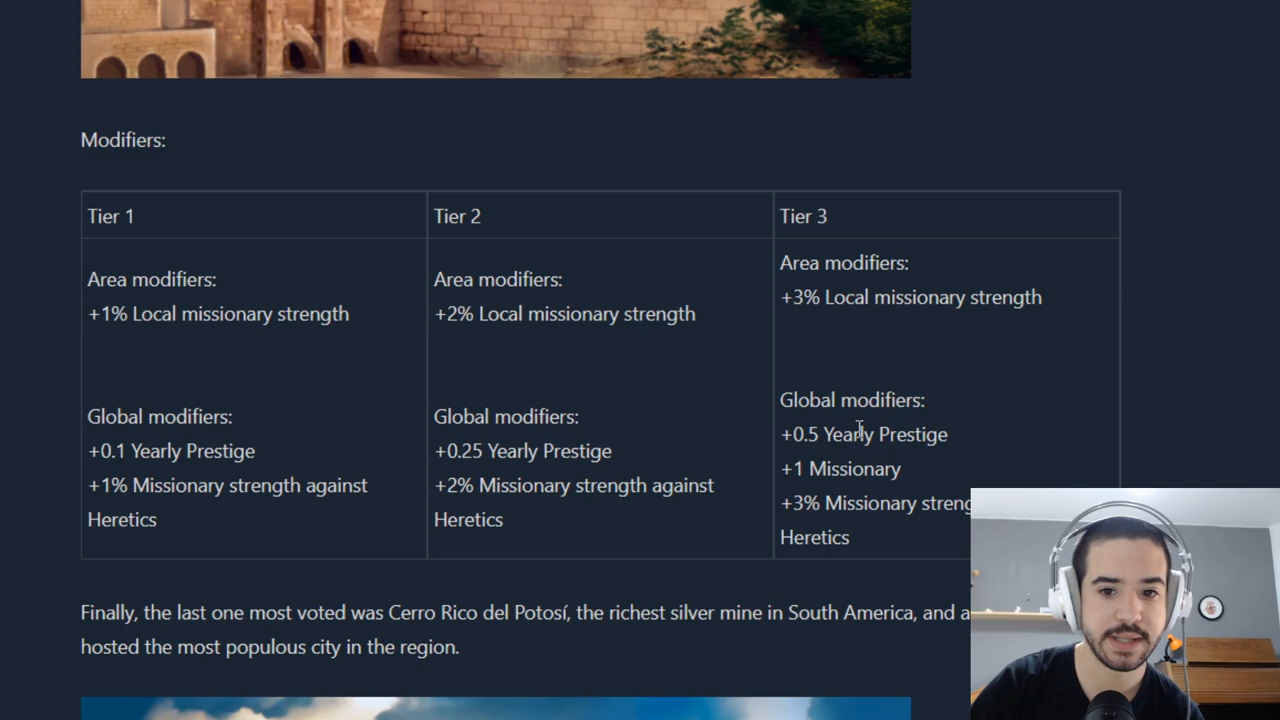 Modifiers:
Tier 1
Tier 2
Tier 3
Area modifiers:
+1% Local missionary strength
Global modifiers:
+0.1 Yearly Prestige
+1% Missionary strength against
Heretics
Area modifiers:
+2% Local missionary strength
Global modifiers:
+0.25 Yearly Prestige
+2% Missionary strength against
Heretics
Area modifiers:
+3% Local missionary strength
Global modifiers:
+0.5 Yearly Prestige
+1 Missionary
+3% Missionary
Heretics
Finally, the last one most voted was Cerro Rico del Potosí, the richest silver mine in South America, and
hosted the most populous city in the region.